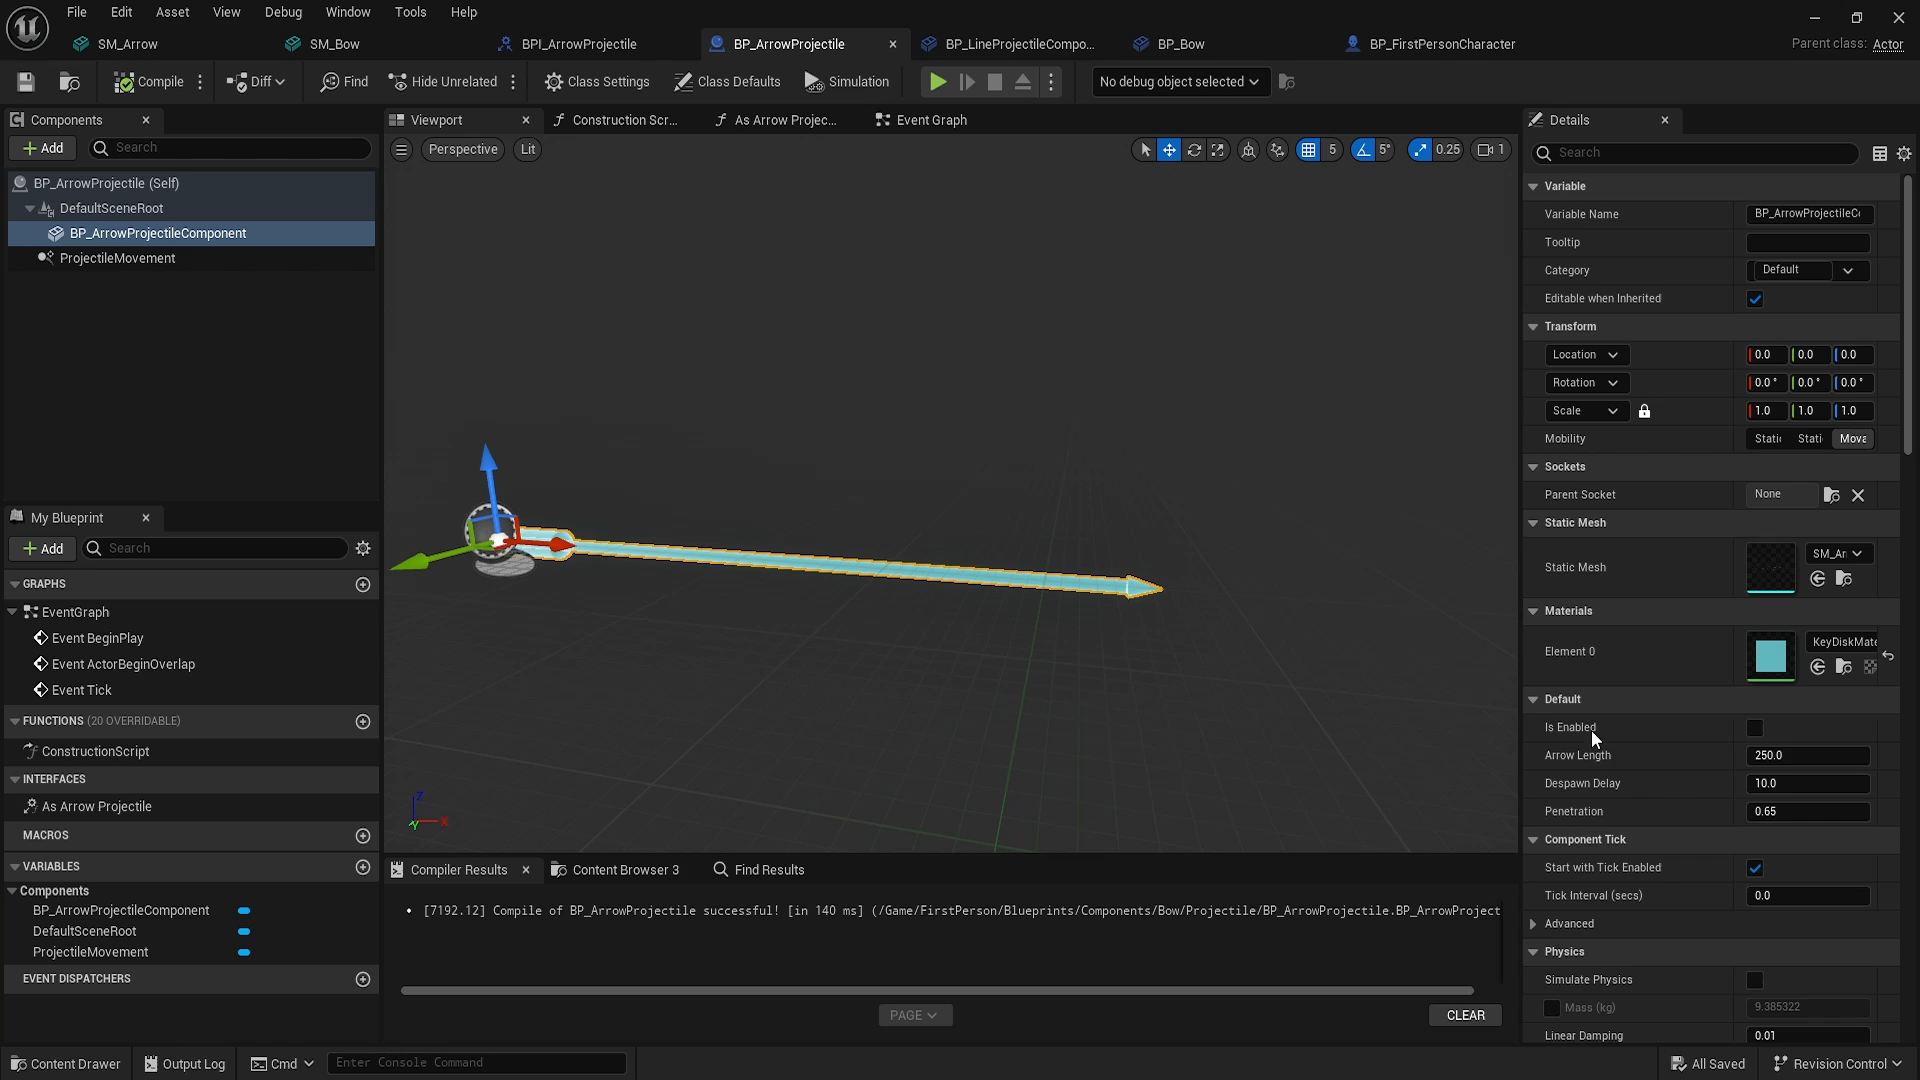 File Edit Asset View Debug Window Tools Help
SM_Arrow SM_Bow BPI_ArrowProjectile BP_ArrowProjectile BP_LineProjectileCompo... BP_Bow BP_FirstPersonCharacter Parent class: Actor
Compile Diff Find Hide Unrelated Class Settings Class Defaults Simulation No debug object selected
Components
Add Search
BP_ArrowProjectile (Self)
DefaultSceneRoot
BP_ArrowProjectileComponent
ProjectileMovement
My Blueprint
Add Search
GRAPHS
EventGraph
Event BeginPlay
Event ActorBeginOverlap
Event Tick
FUNCTIONS (20 OVERRIDABLE)
ConstructionScript
INTERFACES
As Arrow Projectile
MACROS
VARIABLES
Components
BP_ArrowProjectileComponent
DefaultSceneRoot
ProjectileMovement
EVENT DISPATCHERS
Viewport Construction Scr... As Arrow Projec... Event Graph
Perspective Lit 5 5° 0.25 1
Z
X
Y
Compiler Results Content Browser 3 Find Results
• [7192.12] Compile of BP_ArrowProjectile successful! [in 140 ms] (/Game/FirstPerson/Blueprints/Components/Bow/Projectile/BP_ArrowProjectile.BP_ArrowProject
PAGE CLEAR
Details
Search
Variable
Variable Name BP_ArrowProjectileC
Tooltip
Category Default
Editable when Inherited
Transform
Location 0.0 0.0 0.0
Rotation 0.0° 0.0° 0.0°
Scale 1.0 1.0 1.0
Mobility Static Stati Mova
Sockets
Parent Socket None
Static Mesh
Static Mesh SM_Arr
Materials
Element 0 KeyDiskMate
Default
Is Enabled
Arrow Length 250.0
Despawn Delay 10.0
Penetration 0.65
Component Tick
Start with Tick Enabled
Tick Interval (secs) 0.0
Advanced
Physics
Simulate Physics
Mass (kg) 9.385322
Linear Damping 0.01
Content Drawer Output Log Cmd Enter Console Command All Saved Revision Control